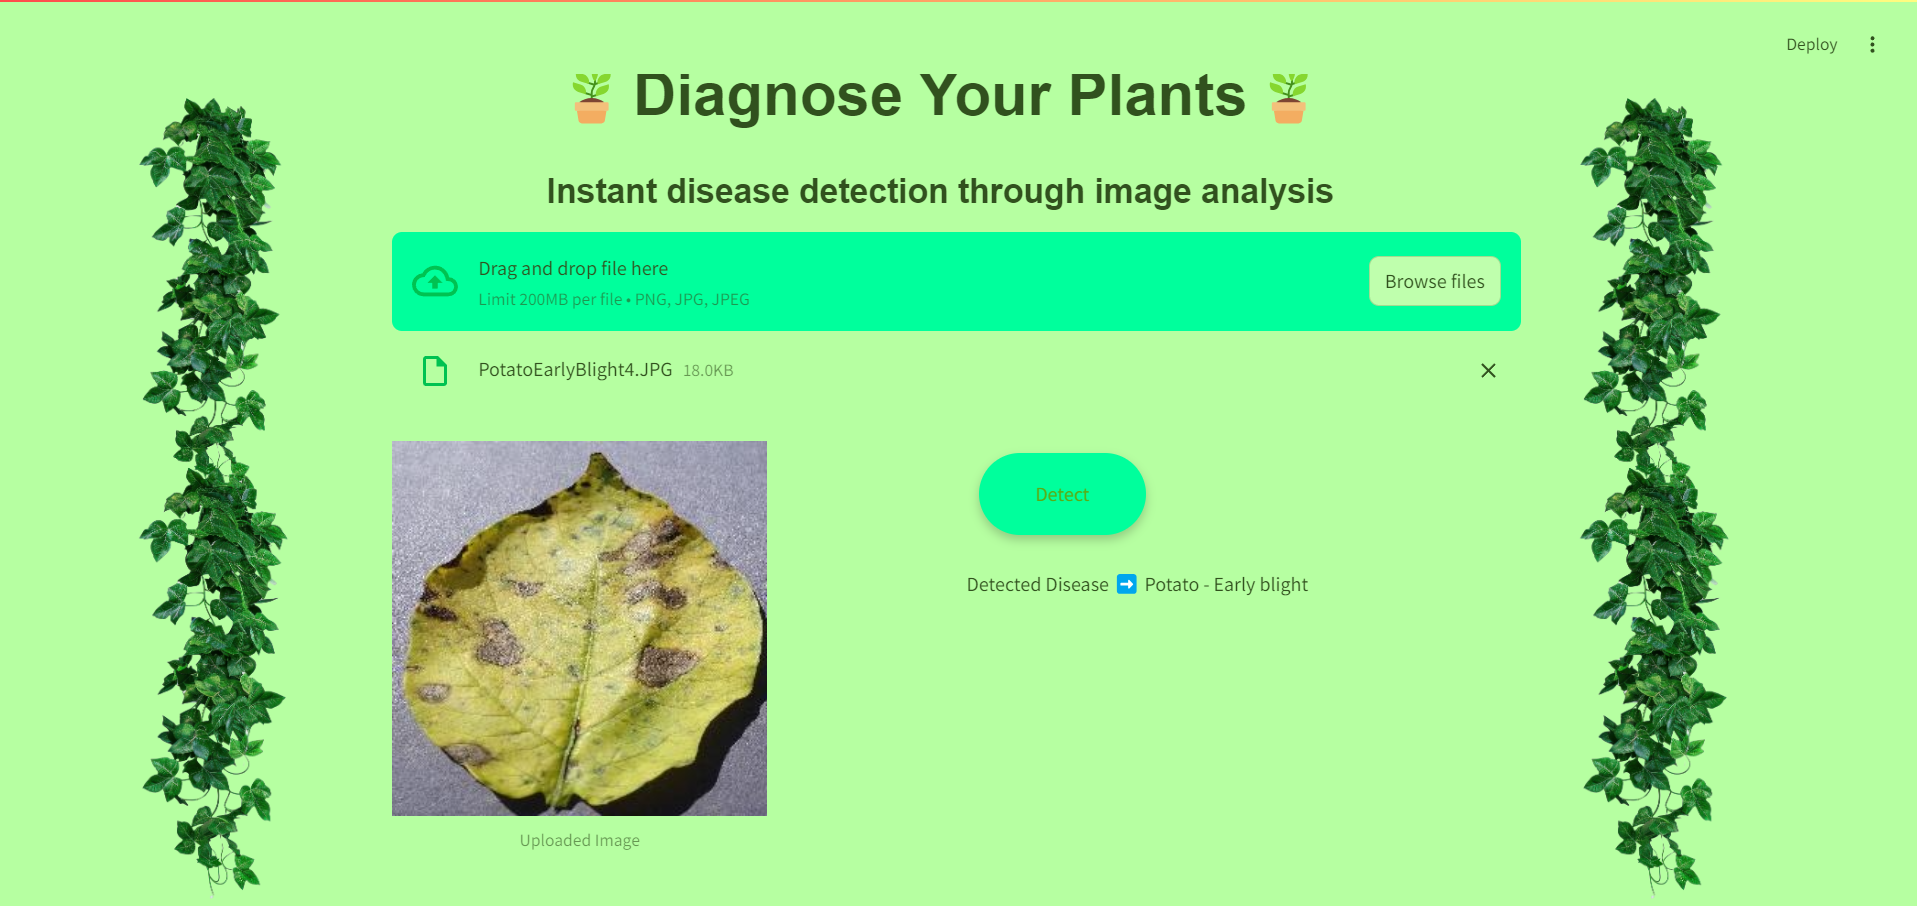 Deploy
Diagnose Your Plants
Instant disease detection through image analysis
Drag and drop file here
Limit 200MB per file • PNG, JPG, JPEG
Browse files
PotatoEarlyBlight4.JPG 18.0KB
Detect
Detected Disease ➡️ Potato - Early blight
Uploaded Image